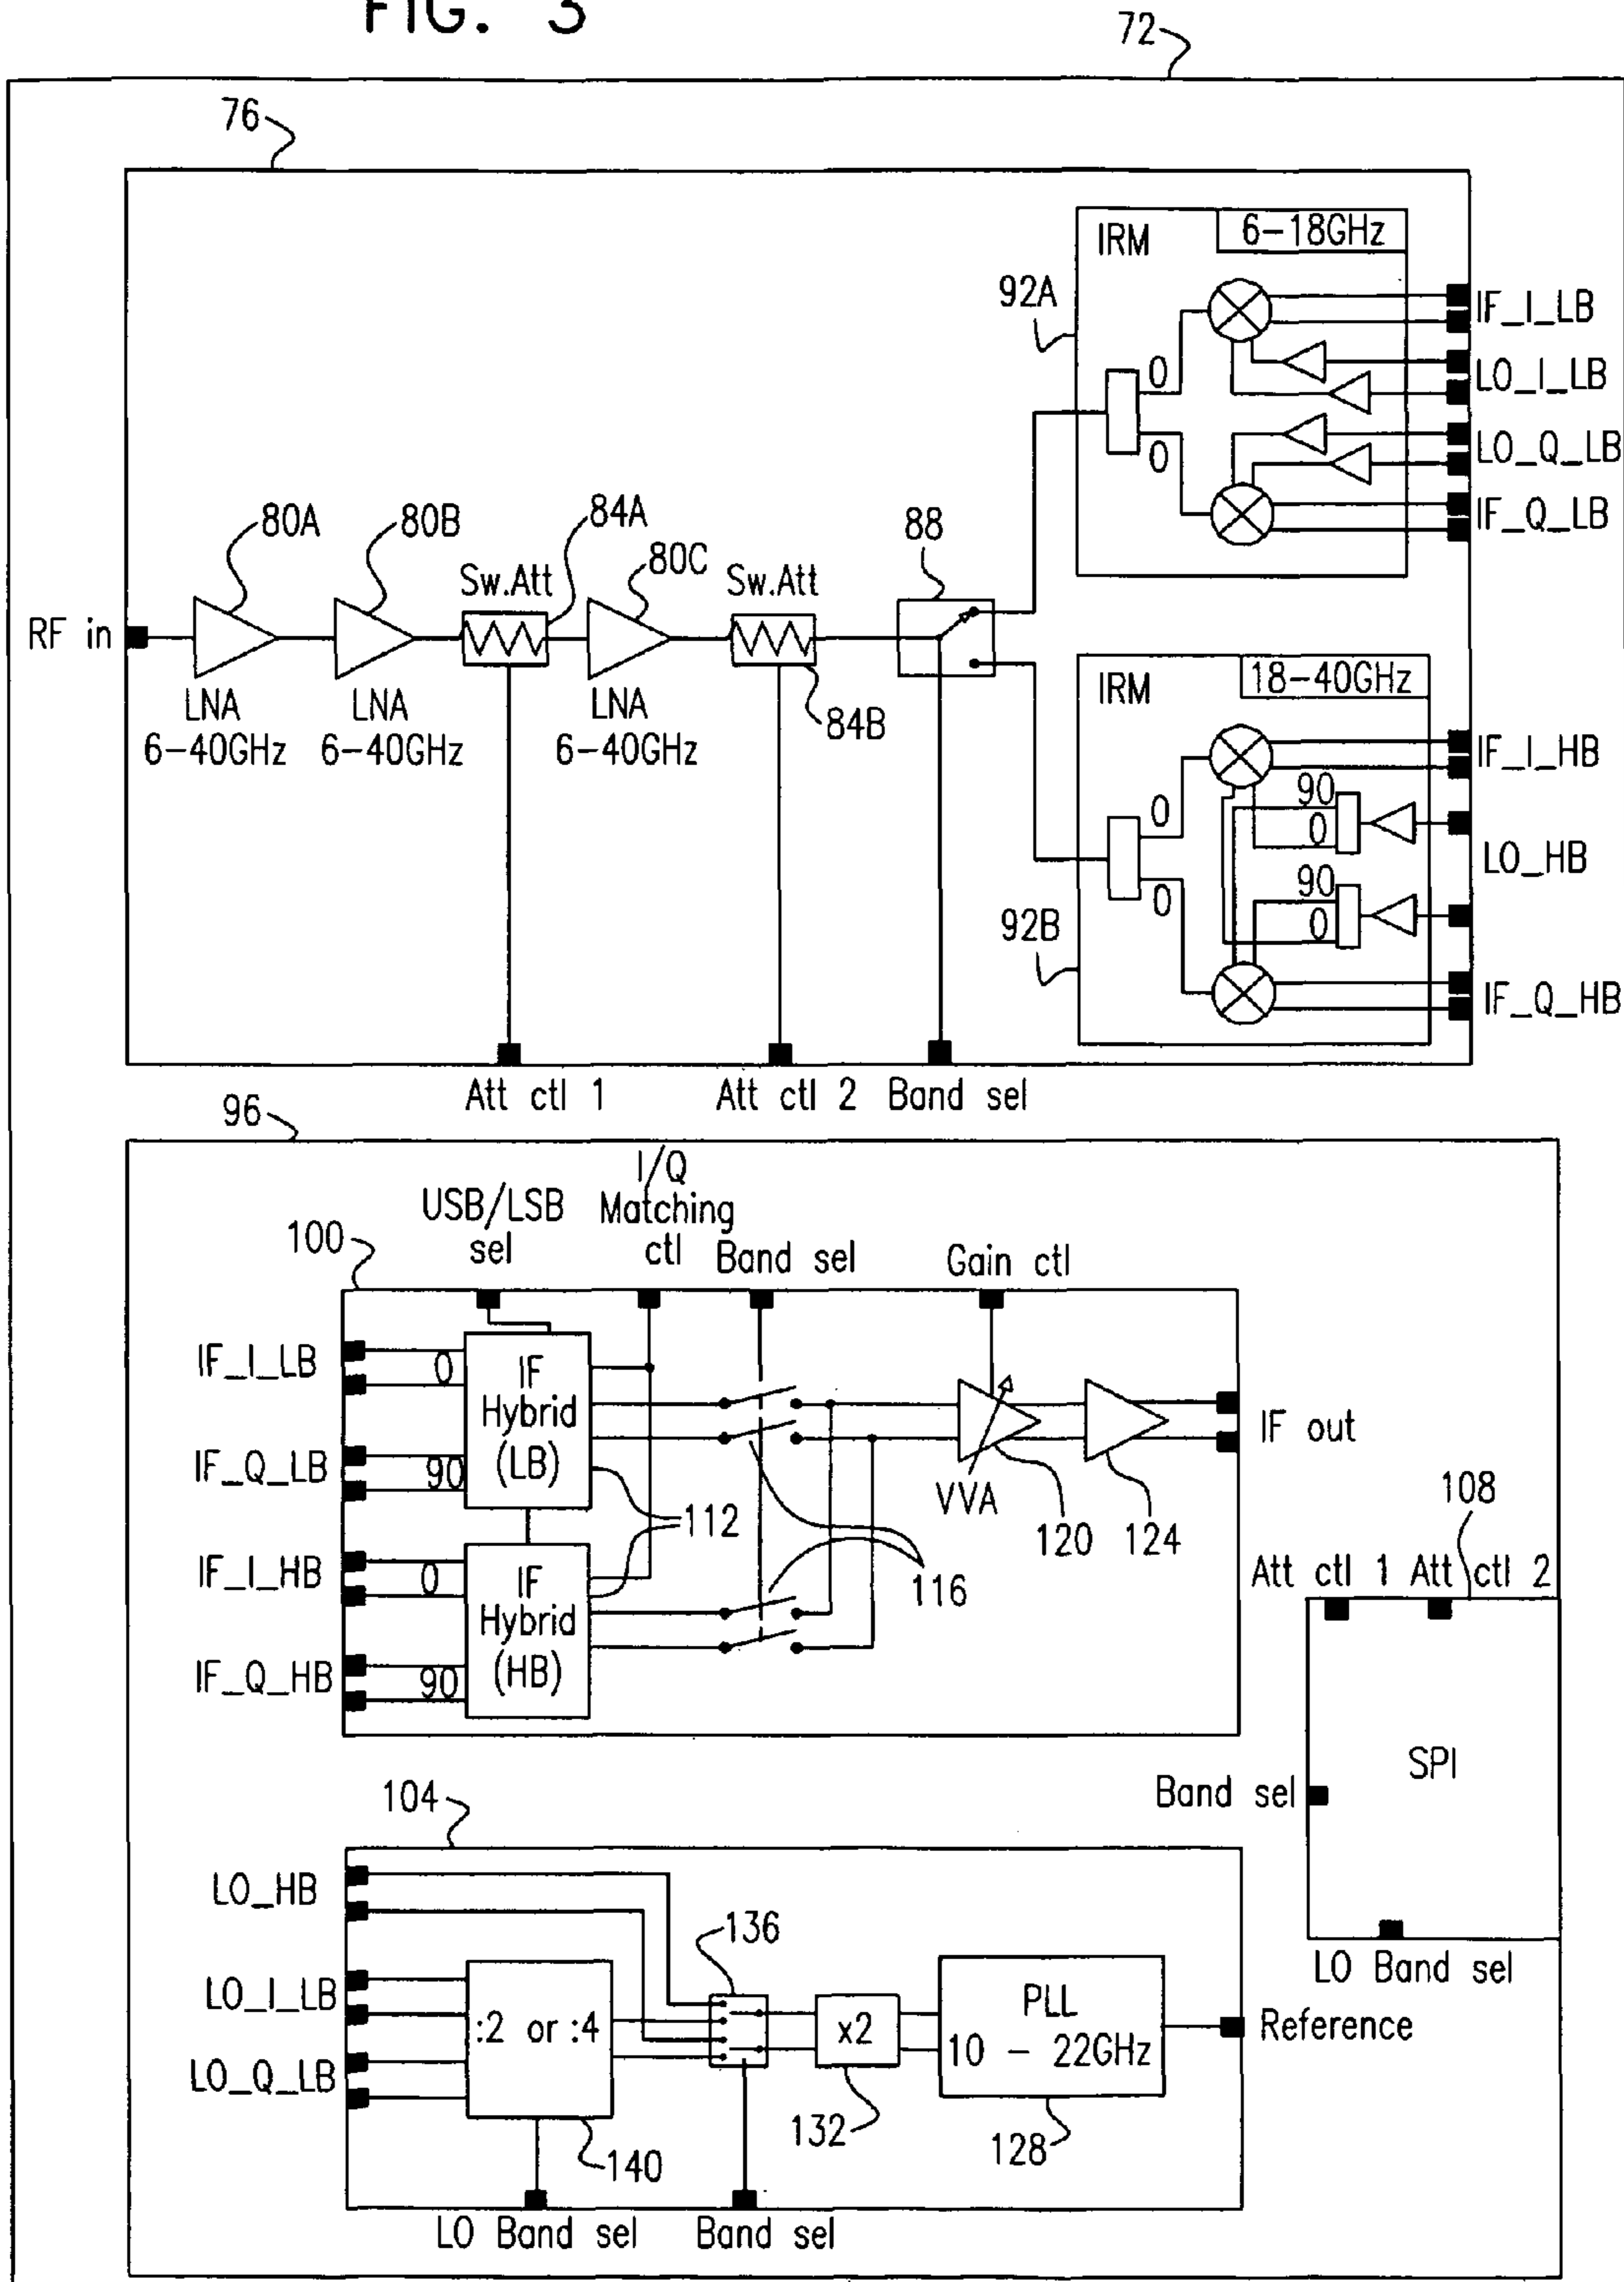 FIG. 3
72
76
IRM
6-18GHz
92A
0
0
IF_I_LB
LO_I_LB
LO_Q_LB
IF_Q_LB
80A
80B
84A
80C
88
Sw.Att
Sw.Att
RF in
LNA
6-40GHz
LNA
6-40GHz
LNA
6-40GHz
84B
IRM
18-40GHz
92B
0
0
90
0
90
0
IF_I_HB
LO_HB
IF_Q_HB
Att ctl 1
Att ctl 2
Band sel
96
100
USB/LSB
sel
I/Q
Matching
ctl
Band sel
Gain ctl
IF_I_LB
0
IF_Q_LB
90
IF
Hybrid
(LB)
IF_I_HB
0
IF_Q_HB
90
IF
Hybrid
(HB)
112
116
VVA
120
124
IF out
108
Att ctl 1
Att ctl 2
SPI
Band sel
LO Band sel
104
LO_HB
LO_I_LB
LO_Q_LB
:2 or :4
136
x2
PLL
10 - 22GHz
Reference
132
128
140
LO Band sel
Band sel